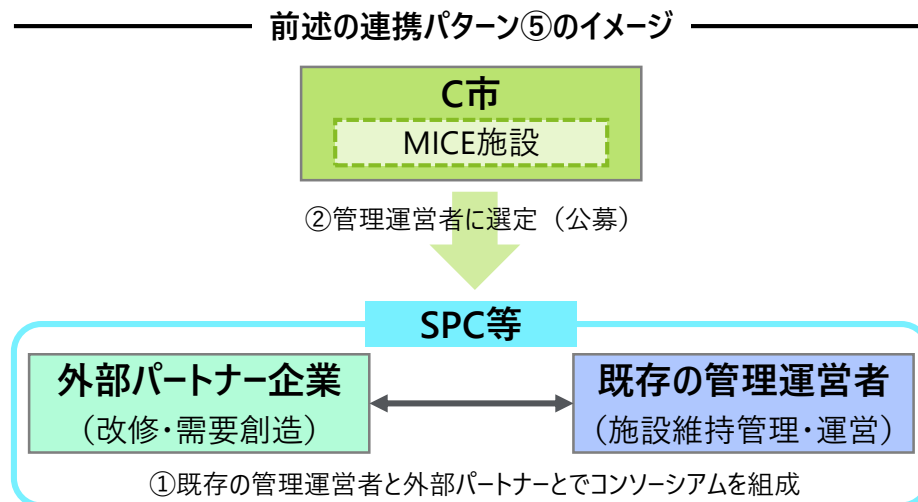 前述の連携パターン⑤のイメージ
C市
MICE施設
②管理運営者に選定（公募）
SPC等
外部パートナー企業
（改修・需要創造）
既存の管理運営者
（施設維持管理・運営）
①既存の管理運営者と外部パートナーとでコンソーシアムを組成